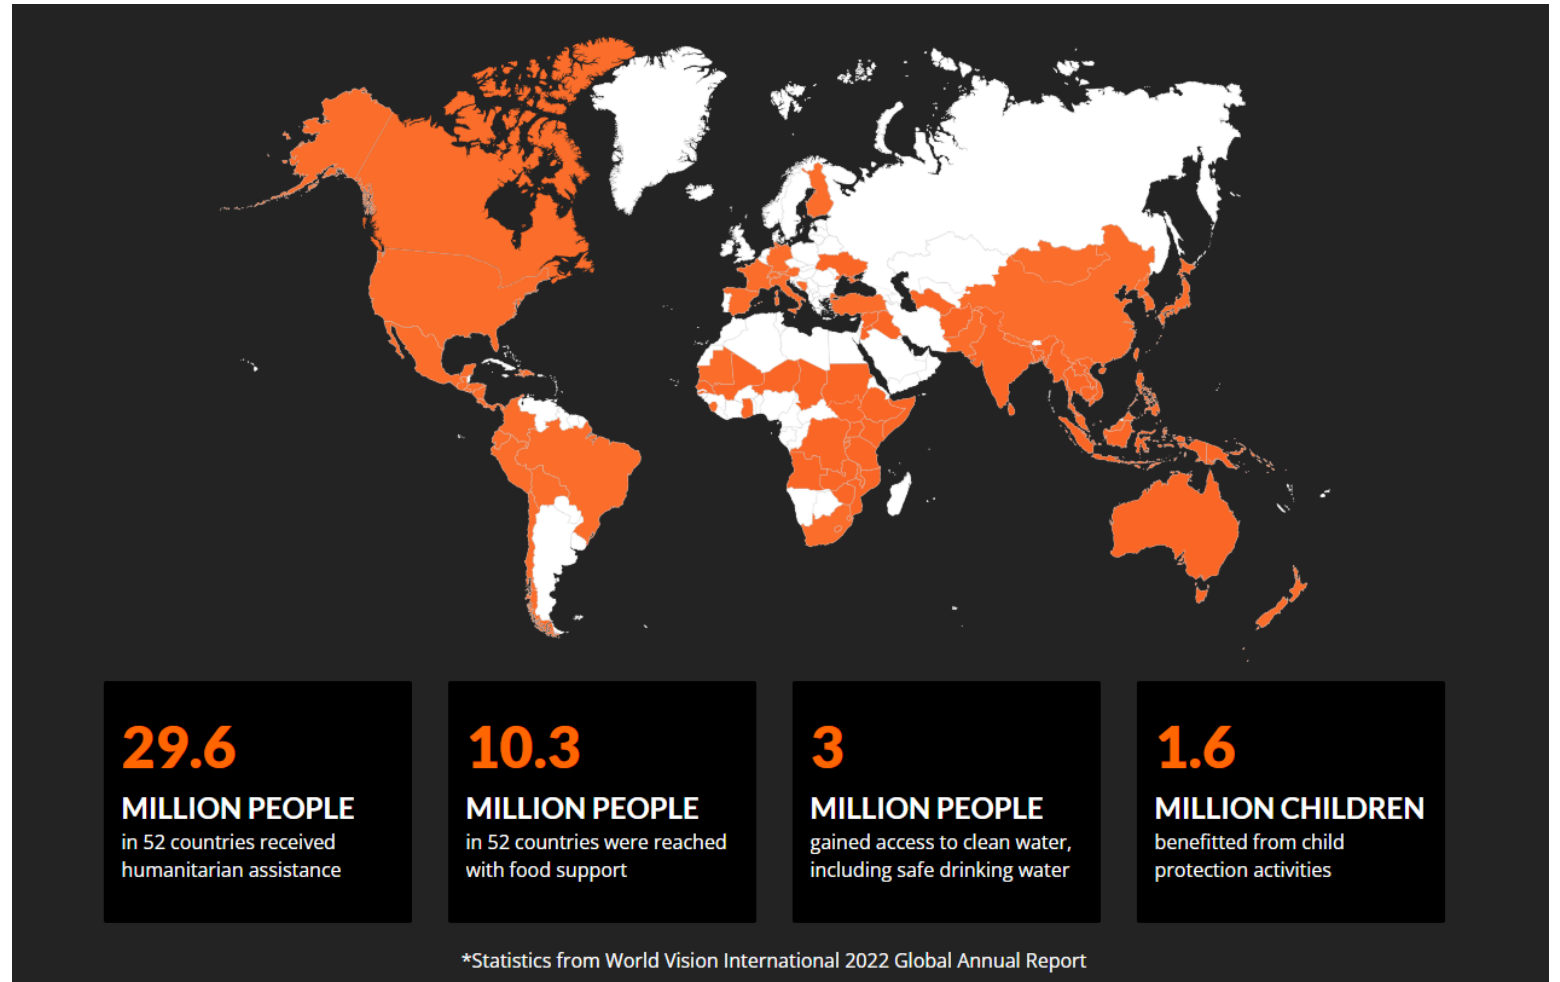 29.6
MILLION PEOPLE
in 52 countries received
humanitarian assistance
10.3
MILLION PEOPLE
in 52 countries were reached
with food support
3
MILLION PEOPLE
gained access to clean water,
including safe drinking water
1.6
MILLION CHILDREN
benefitted from child
protection activities
*Statistics from World Vision International 2022 Global Annual Report